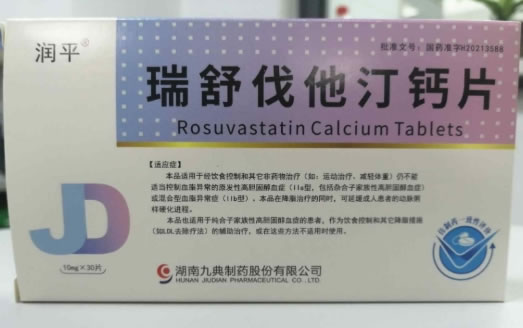 润平®
批准文号：国药准字H20213588
瑞舒伐他汀钙片
Rosuvastatin Calcium Tablets
【适应症】
本品适用于经饮食控制和其它非药物治疗（如：运动治疗、减轻体重）仍不能
适当控制血脂异常的原发性高胆固醇血症（IIa型，包括杂合子家族性高胆固醇血症）
或混合型血脂异常症（IIb型）。本品在降脂治疗的同时，可延缓成人患者的动脉粥
样硬化进程。
本品也适用于纯合子家族性高胆固醇血症的患者，作为饮食控制和其它降脂措施
（如LDL去除疗法）的辅助治疗，或在这些方法不适用时使用。
JD
10mg×30片
湖南九典制药股份有限公司
HUNAN JIUDIAN PHARMACEUTICAL CO.,LTD.
仿制药一致性评价